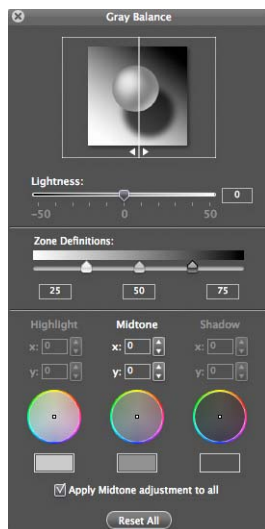 Gray Balance
Lightness:
0
-50 0 50
Zone Definitions:
25 50 75
Highlight Midtone Shadow
x: 0 x: 0 x: 0
y: 0 y: 0 y: 0
Apply Midtone adjustment to all
Reset All